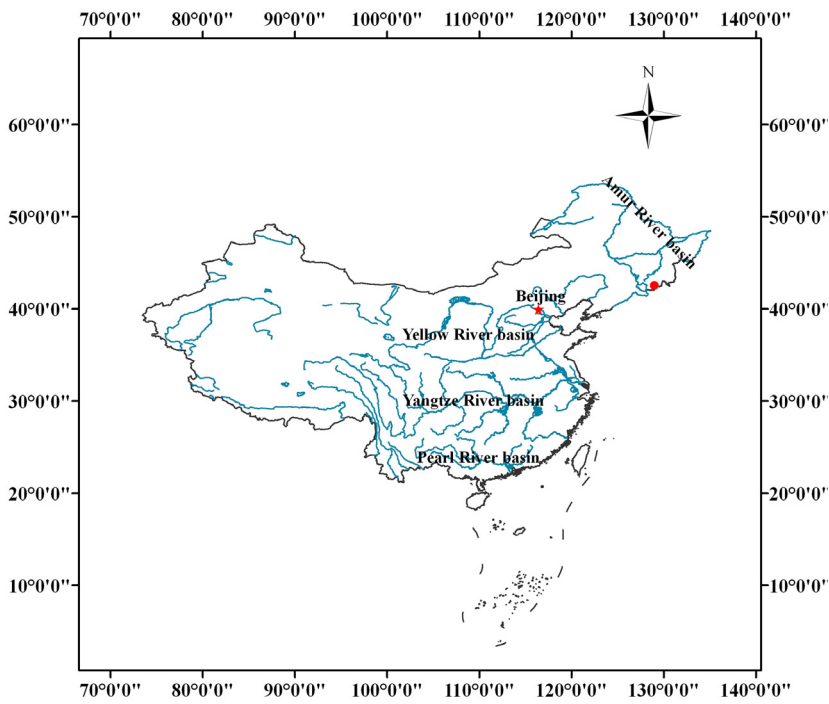 70°0'0" 80°0'0" 90°0'0" 100°0'0" 110°0'0" 120°0'0" 130°0'0" 140°0'0"
N
60°0'0" 60°0'0"
Amur River basin
50°0'0" 50°0'0"
Beijing
40°0'0" 40°0'0"
Yellow River basin
30°0'0" Yangtze River basin 30°0'0"
Pearl River basin
20°0'0" 20°0'0"
10°0'0" 10°0'0"
70°0'0" 80°0'0" 90°0'0" 100°0'0" 110°0'0" 120°0'0" 130°0'0" 140°0'0"